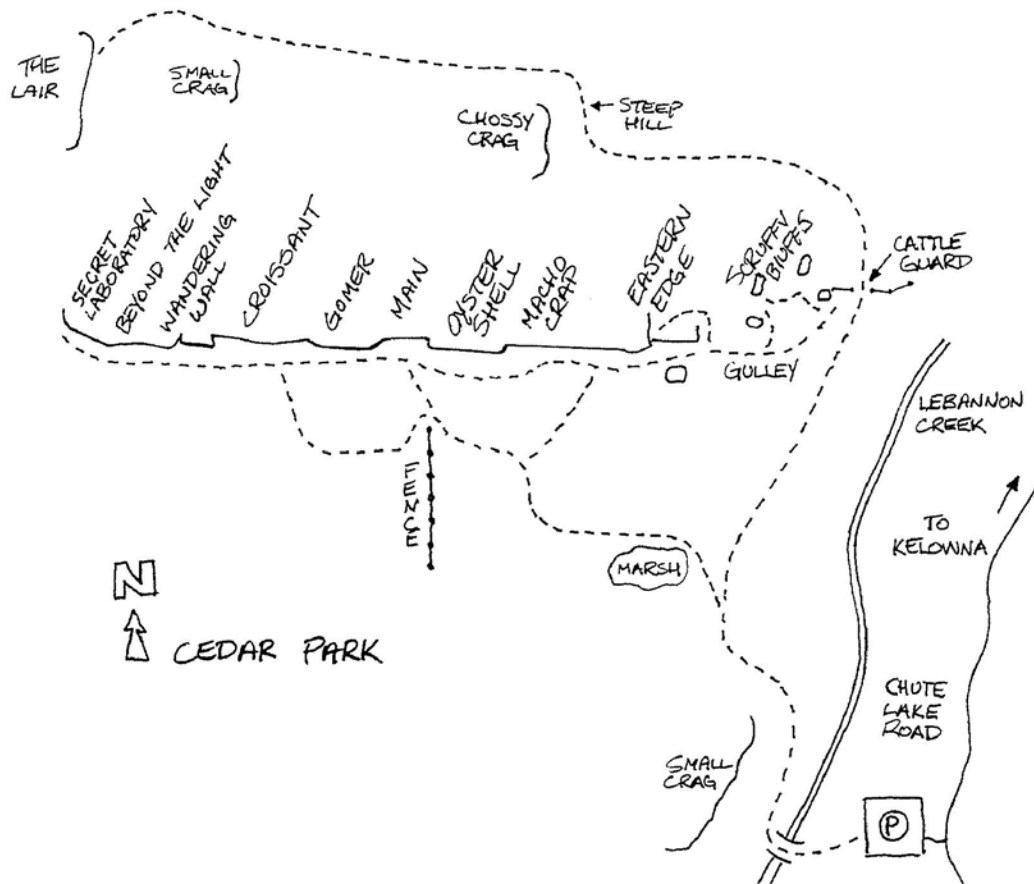 THE
LAIR
SMALL
CRAG
CHOSSY
CRAG
STEEP
HILL
SECRET
LABORATORY
BEYOND THE LIGHT
WANDERING
WALL
CROISSANT
GOMER
MAIN
OYSTER
SHELL
MACHO
CRAP
EASTERN
EDGE
SCRUFFY
BLUFFS
CATTLE
GUARD
GULLEY
LEBANNON
CREEK
FENCE
TO
KELOWNA
MARSH
N
CEDAR PARK
CHUTE
LAKE
ROAD
SMALL
CRAG
P